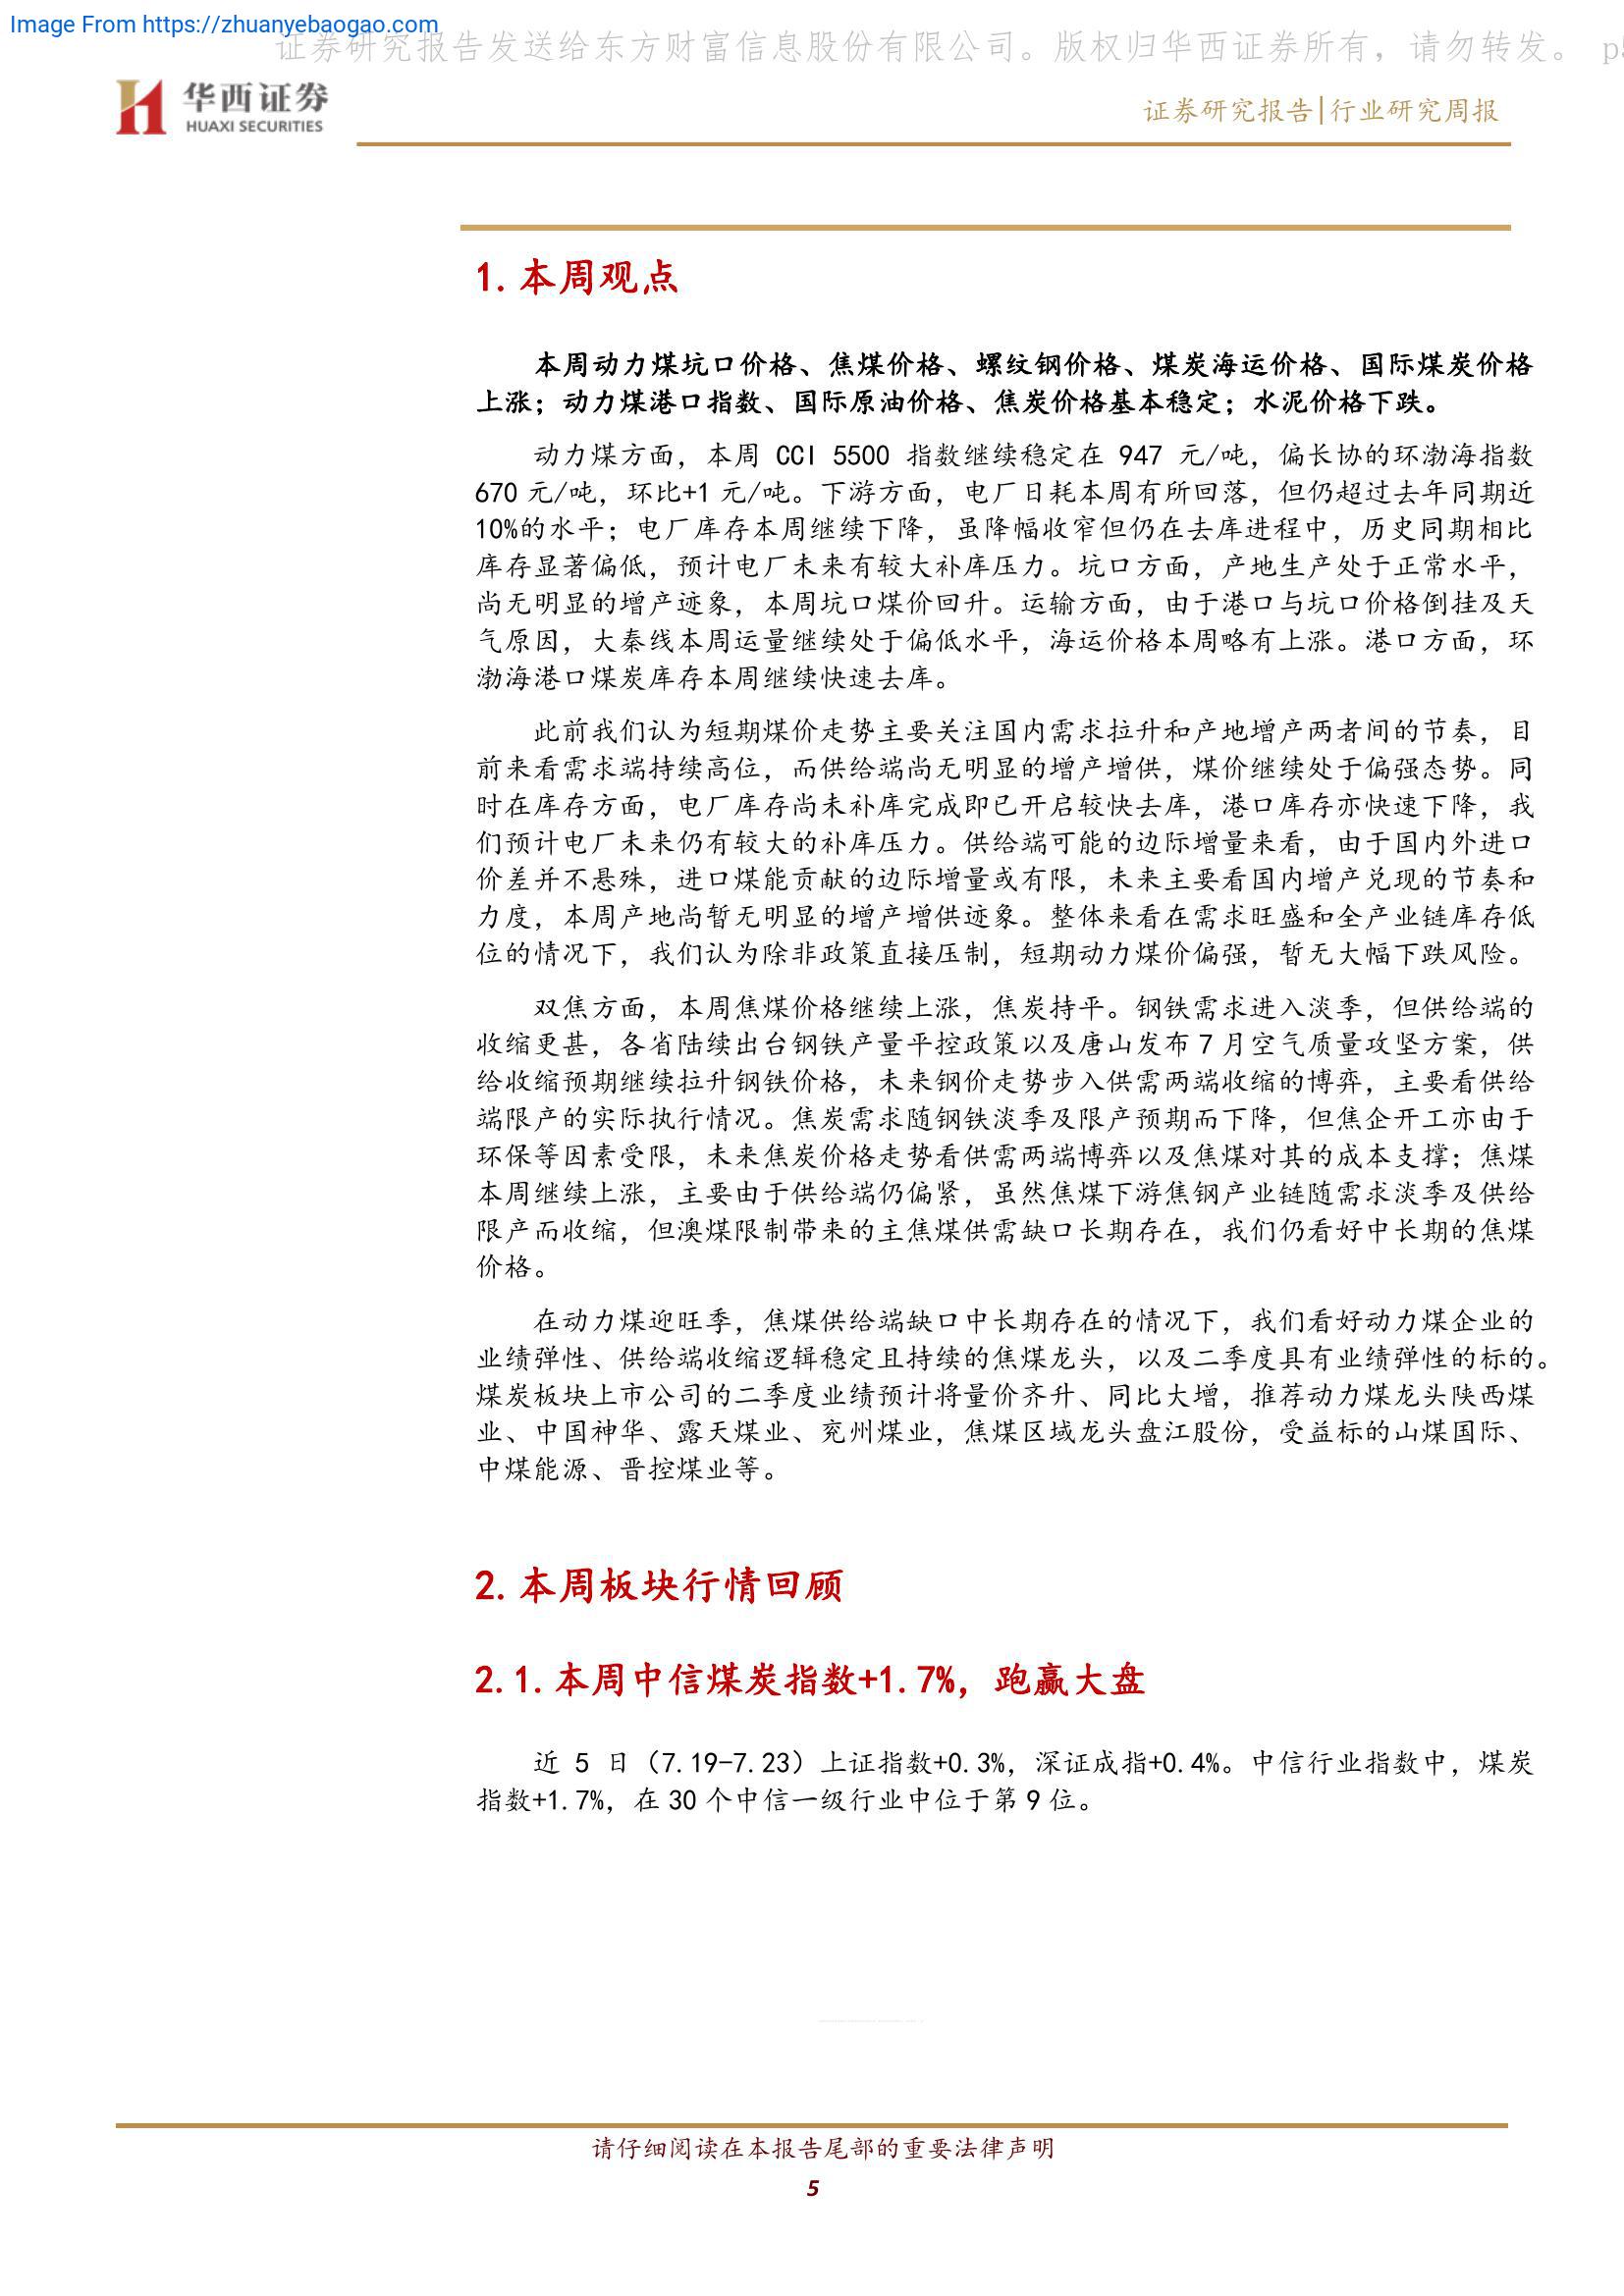 Image From https://zhuanyebaogao.com
证券研究报告发送给东方财富信息股份有限公司。版权归华西证券所有，请勿转发。 p5
华西证券
HUAXI SECURITIES
证券研究报告|行业研究周报
1. 本周观点
本周动力煤坑口价格、焦煤价格、螺纹钢价格、煤炭海运价格、国际煤炭价格
上涨；动力煤港口指数、国际原油价格、焦炭价格基本稳定；水泥价格下跌。
动力煤方面，本周 CCI 5500 指数继续稳定在 947 元/吨，偏长协的环渤海指数
670 元/吨，环比+1 元/吨。下游方面，电厂日耗本周有所回落，但仍超过去年同期近
10%的水平；电厂库存本周继续下降，虽降幅收窄但仍在去库进程中，历史同期相比
库存显著偏低，预计电厂未来有较大补库压力。坑口方面，产地生产处于正常水平，
尚无明显的增产迹象，本周坑口煤价回升。运输方面，由于港口与坑口价格倒挂及天
气原因，大秦线本周运量继续处于偏低水平，海运价格本周略有上涨。港口方面，环
渤海港口煤炭库存本周继续快速去库。
此前我们认为短期煤价走势主要关注国内需求拉升和产地增产两者间的节奏，目
前来看需求端持续高位，而供给端尚无明显的增产增供，煤价继续处于偏强态势。同
时在库存方面，电厂库存尚未补库完成即已开启较快去库，港口库存亦快速下降，我
们预计电厂未来仍有较大的补库压力。供给端可能的边际增量来看，由于国内外进口
价差并不悬殊，进口煤能贡献的边际增量或有限，未来主要看国内增产兑现的节奏和
力度，本周产地尚暂无明显的增产增供迹象。整体来看在需求旺盛和全产业链库存低
位的情况下，我们认为除非政策直接压制，短期动力煤价偏强，暂无大幅下跌风险。
双焦方面，本周焦煤价格继续上涨，焦炭持平。钢铁需求进入淡季，但供给端的
收缩更甚，各省陆续出台钢铁产量平控政策以及唐山发布 7 月空气质量攻坚方案，供
给收缩预期继续拉升钢铁价格，未来钢价走势步入供需两端收缩的博弈，主要看供给
端限产的实际执行情况。焦炭需求随钢铁淡季及限产预期而下降，但焦企开工亦由于
环保等因素受限，未来焦炭价格走势看供需两端博弈以及焦煤对其的成本支撑；焦煤
本周继续上涨，主要由于供给端仍偏紧，虽然焦煤下游焦钢产业链随需求淡季及供给
限产而收缩，但澳煤限制带来的主焦煤供需缺口长期存在，我们仍看好中长期的焦煤
价格。
在动力煤迎旺季，焦煤供给端缺口中长期存在的情况下，我们看好动力煤企业的
业绩弹性、供给端收缩逻辑稳定且持续的焦煤龙头，以及二季度具有业绩弹性的标的。
煤炭板块上市公司的二季度业绩预计将量价齐升、同比大增，推荐动力煤龙头陕西煤
业、中国神华、露天煤业、兖州煤业，焦煤区域龙头盘江股份，受益标的山煤国际、
中煤能源、晋控煤业等。
2. 本周板块行情回顾
2.1. 本周中信煤炭指数+1.7%，跑赢大盘
近 5 日（7.19-7.23）上证指数+0.3%，深证成指+0.4%。中信行业指数中，煤炭
指数+1.7%，在 30 个中信一级行业中位于第 9 位。
请仔细阅读在本报告尾部的重要法律声明
5